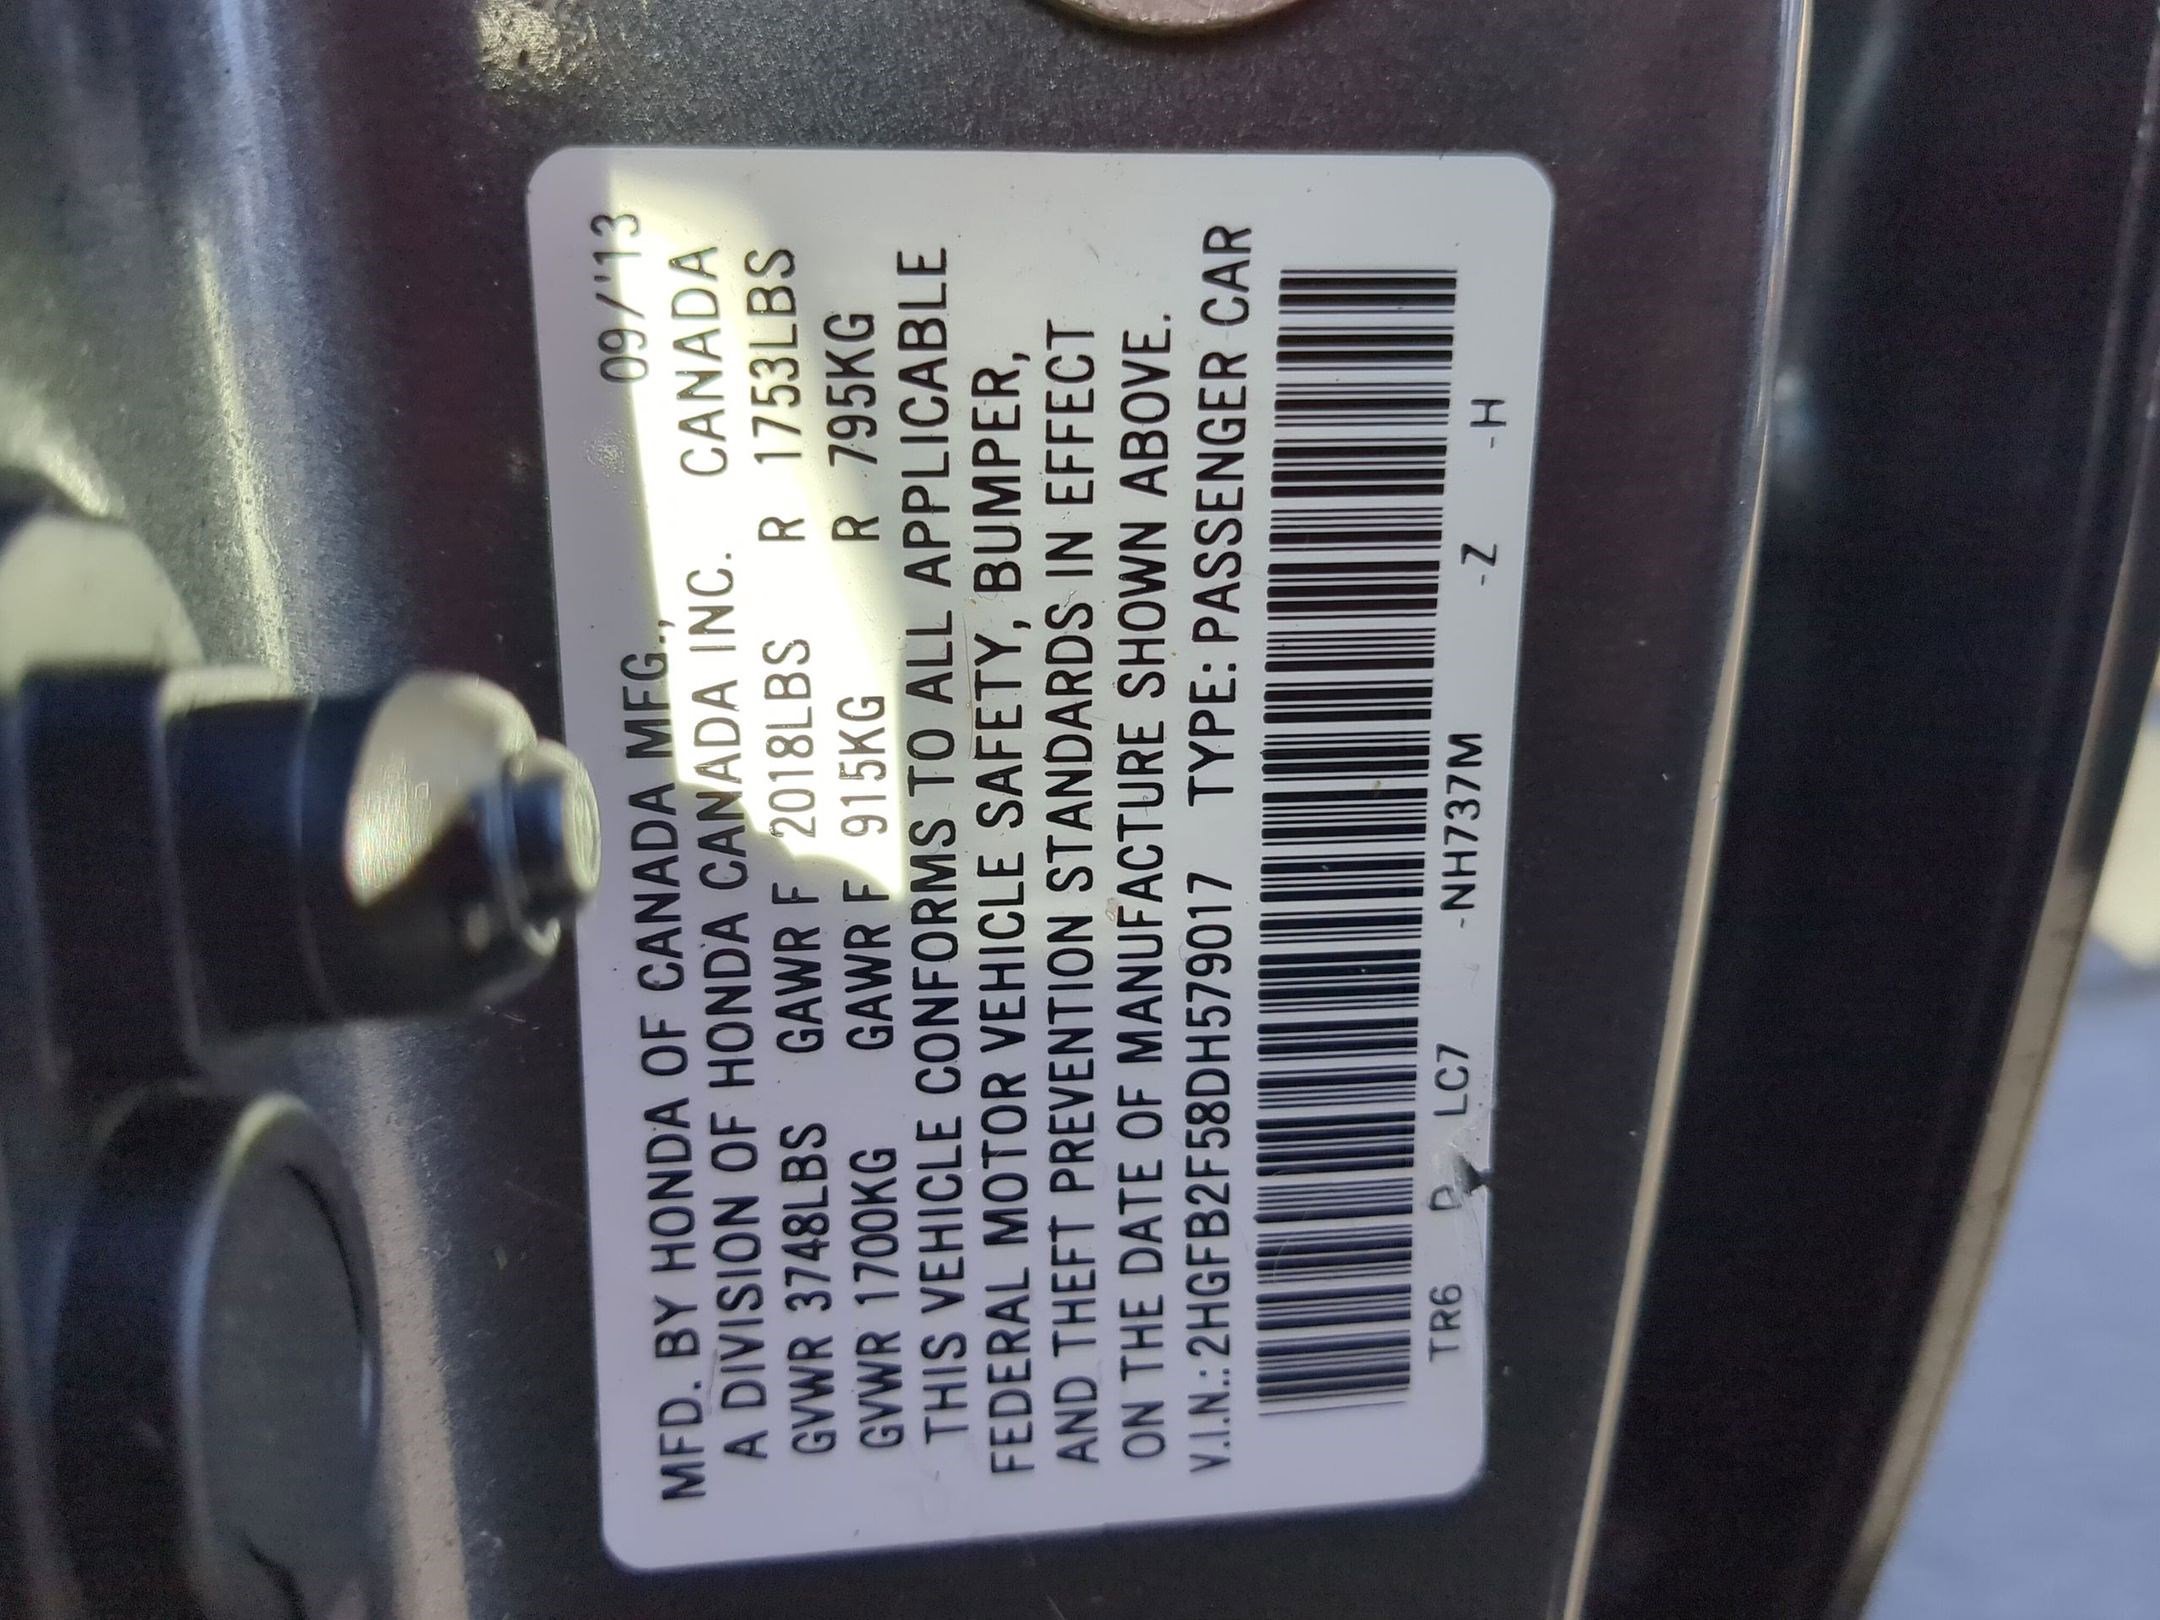 09/'13
MFD. BY HONDA OF CANADA MFG.,
A DIVISION OF HONDA CANADA INC. CANADA
GVWR 3748LBS GAWR F 2018LBS R 1753LBS
GVWR 1700KG GAWR F 915KG R 795KG
THIS VEHICLE CONFORMS TO ALL APPLICABLE
FEDERAL MOTOR VEHICLE SAFETY, BUMPER,
AND THEFT PREVENTION STANDARDS IN EFFECT
ON THE DATE OF MANUFACTURE SHOWN ABOVE.
V.I.N.: 2HGFB2F58DH579017 TYPE: PASSENGER CAR
TR6 D LC7 -NH737M -Z -H